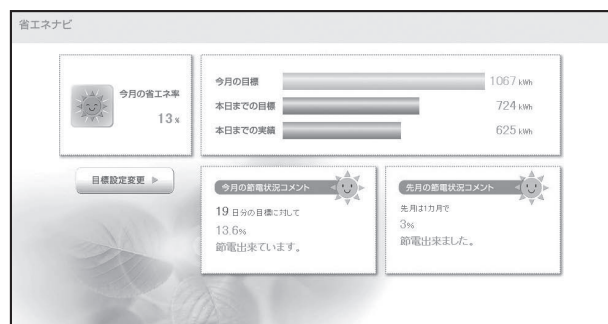 省エネナビ
今月の省エネ率
13%
今月の目標 1067 kWh
本日までの目標 724 kWh
本日までの実績 625 kWh
目標設定変更 ▶
今月の節電状況コメント
19日分の目標に対して
13.6%
節電出来ています。
先月の節電状況コメント
先月は1カ月で
3%
節電出来ました。